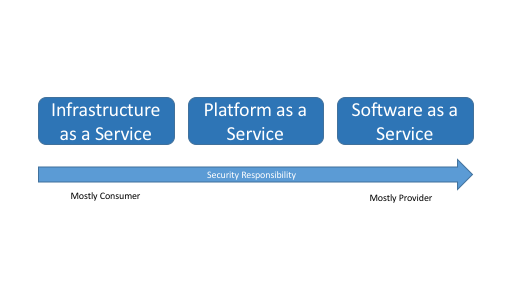 Infrastructure
as a Service
Platform as a
Service
Software as a
Service
Security Responsibility
Mostly Consumer
Mostly Provider